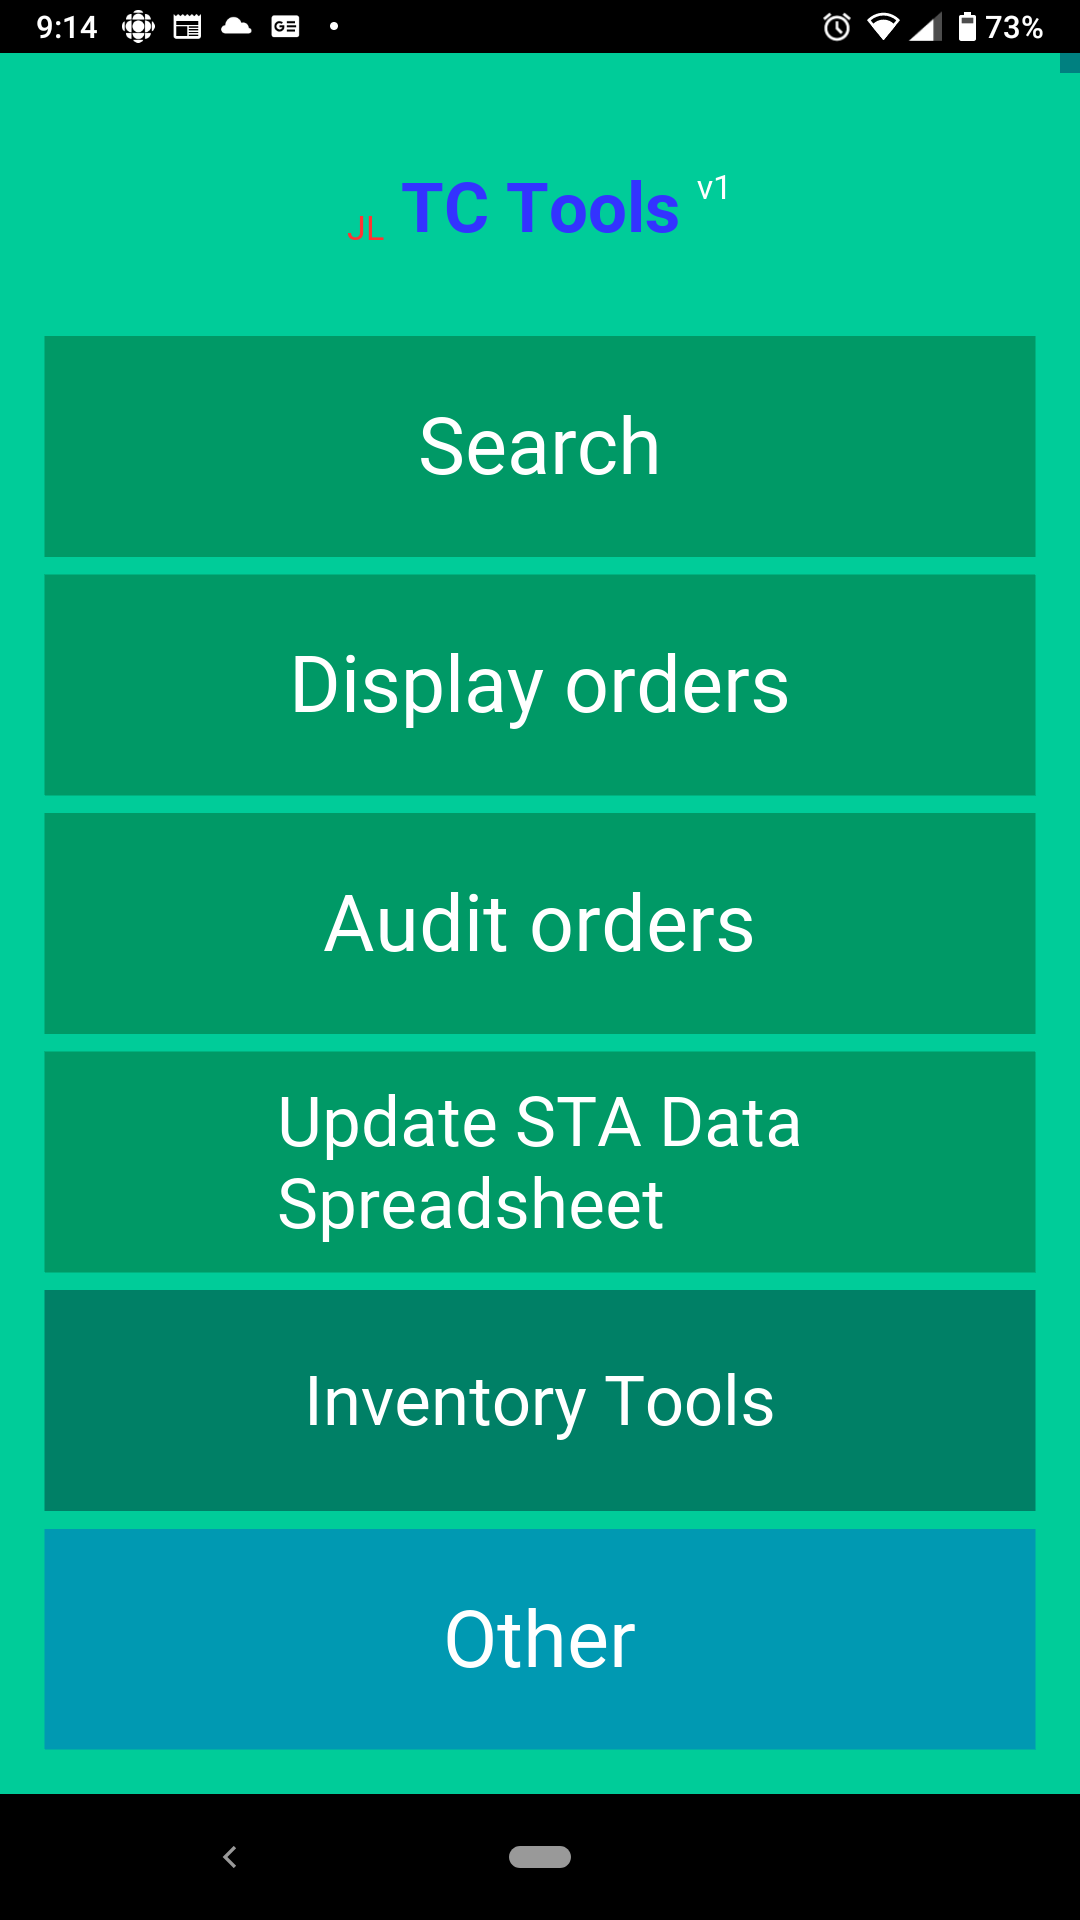 9:14 73%
JL TC Tools v1
Search
Display orders
Audit orders
Update STA Data
Spreadsheet
Inventory Tools
Other